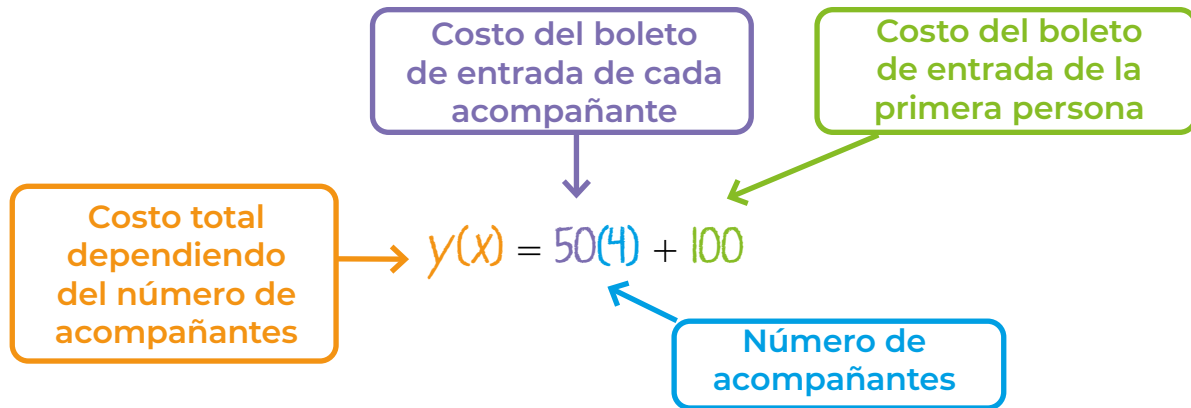 Costo del boleto
de entrada de cada
acompañante
Costo del boleto
de entrada de la
primera persona
Costo total
dependiendo
del número de
acompañantes
y(x) = 50(4) + 100
Número de
acompañantes